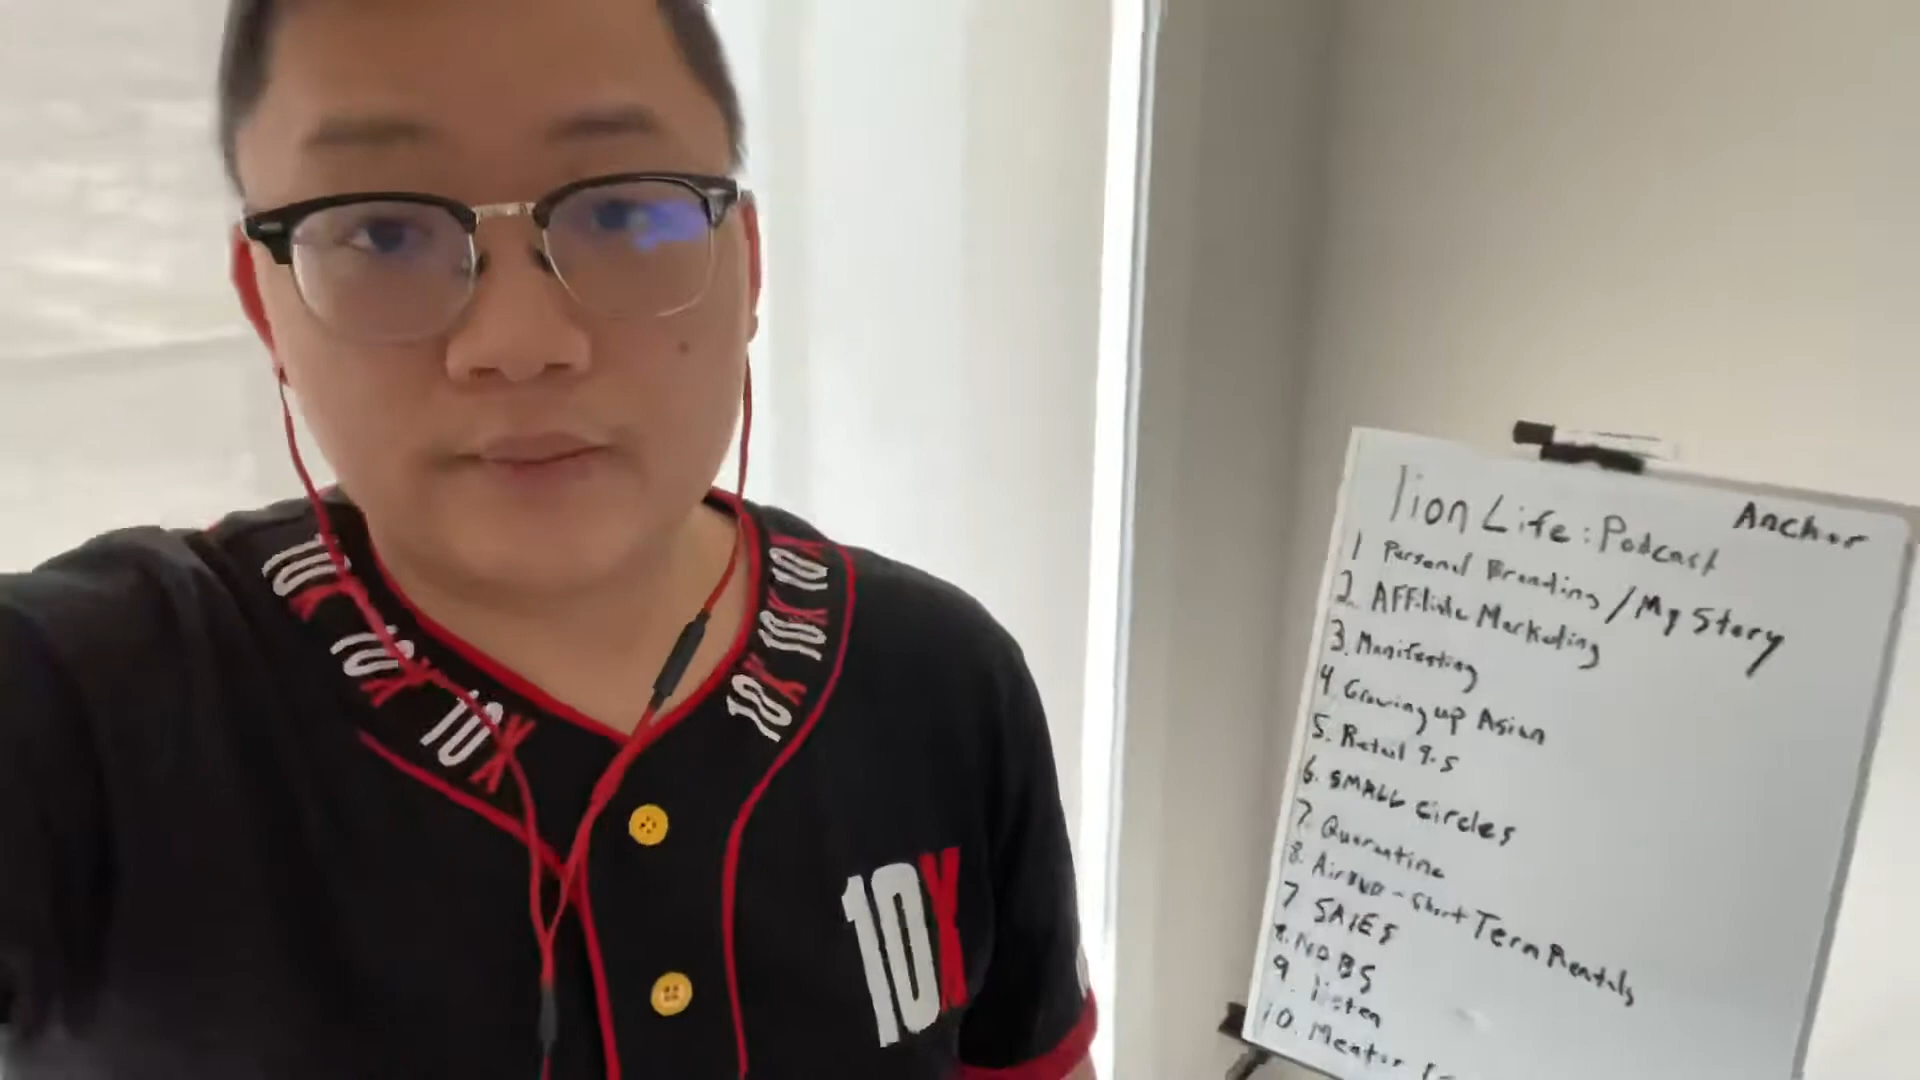 10X
10X
10X
10X
10X
10X
10X
lion Life: Podcast
Anchor
1 Personal Branding / My Story
2. Affiliate Marketing
3. Manifesting
4. Growing up Asian
5. Retail 9-5
6. SMALL circles
7. Quarantine
8. AirBNB - Short Term Rentals
7 SAlES
8. NO BS
9. listen
10. Mentor